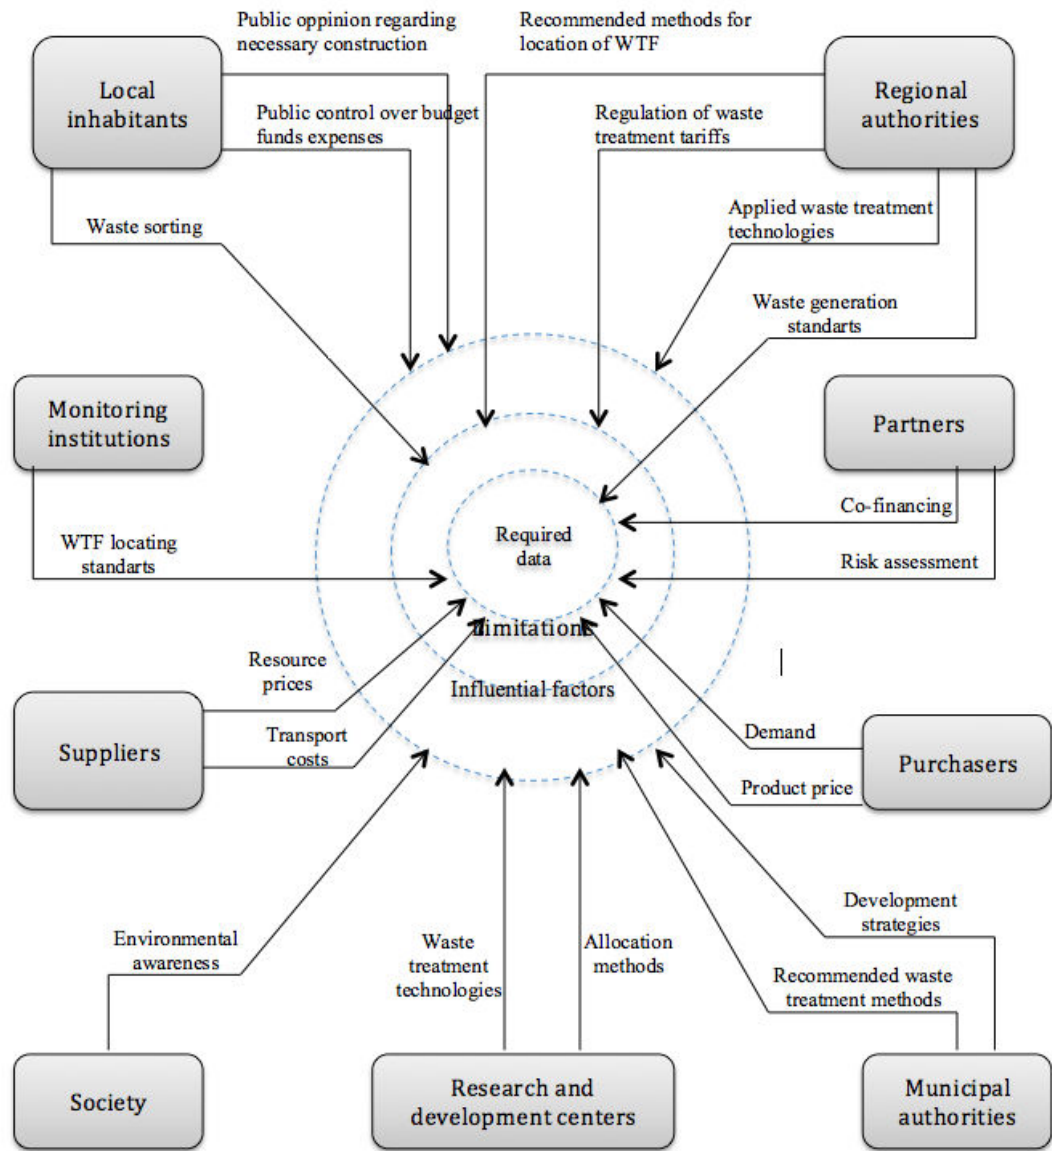 Public oppinion regarding
necessary construction
Recommended methods for
location of WTF
Local
inhabitants
Regional
authorities
Public control over budget
funds expenses
Regulation of waste
treatment tariffs
Waste sorting
Applied waste treatment
technologies
Waste generation
standarts
Monitoring
institutions
Partners
Co-financing
Required
data
WTF locating
standarts
Risk assessment
Limitations
Resource
prices
Influential factors
Suppliers
Transport
costs
Demand
Purchasers
Product price
Development
strategies
Environmental
awareness
Waste
treatment
technologies
Allocation
methods
Recommended waste
treatment methods
Society
Research and
development centers
Municipal
authorities